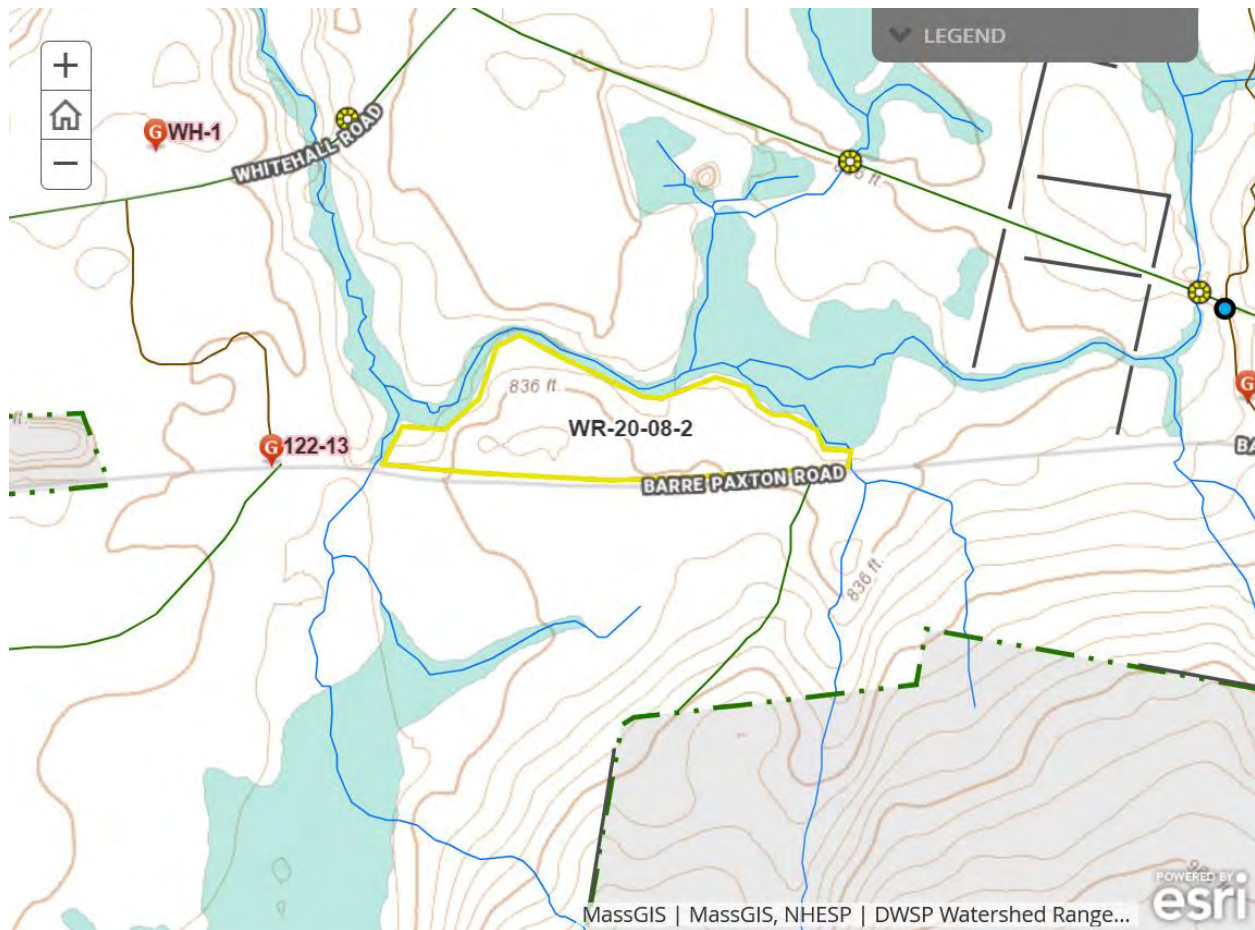 LEGEND
+
G WH-1
WHITEHALL ROAD
−
836 ft.
WR-20-08-2
G 122-13
ft.
G
BARRE PAXTON ROAD
BA
836 ft.
POWERED BY
esri
MassGIS | MassGIS, NHESP | DWSP Watershed Range...